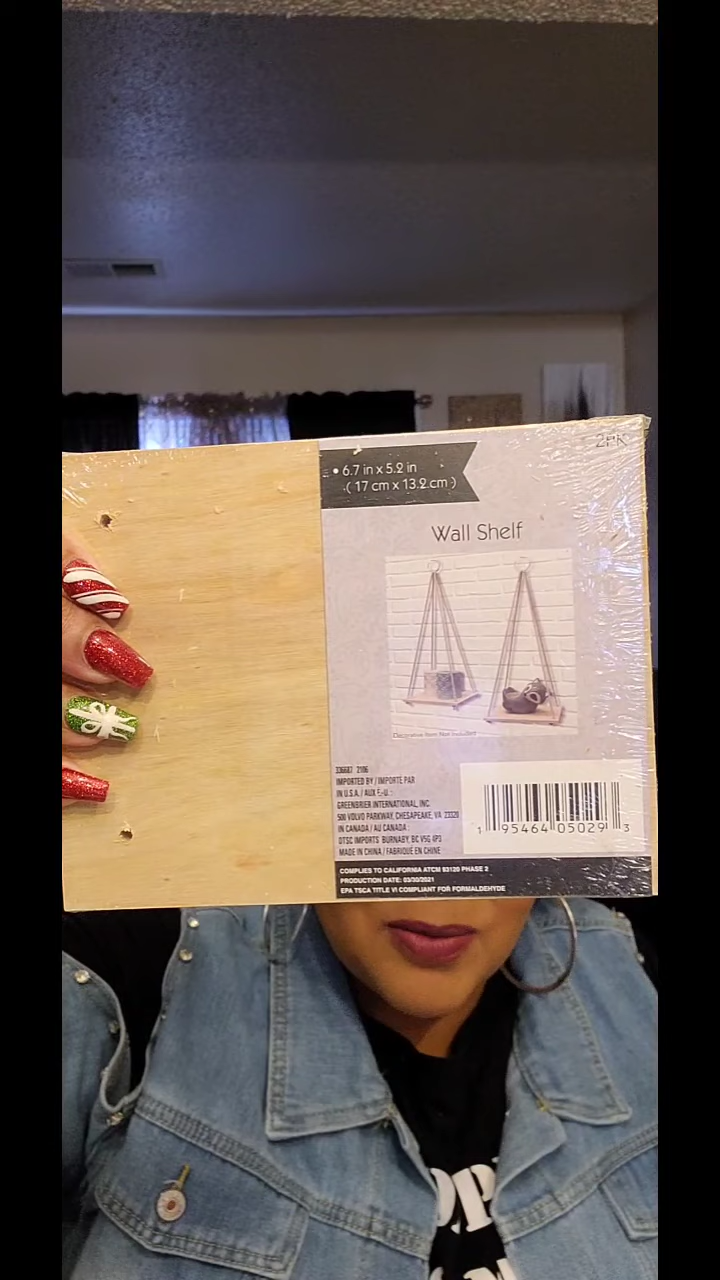 2PK
• 6.7 in x 5.2 in
( 17 cm x 13.2 cm )
Wall Shelf
Decorative Item Not Included
336687 2106
IMPORTED BY / IMPORTÉ PAR
IN U.S.A. / AUX É.-U. :
GREENBRIER INTERNATIONAL, INC.
500 VOLVO PARKWAY, CHESAPEAKE, VA 23320
IN CANADA / AU CANADA :
DTSC IMPORTS BURNABY, BC V5G 4P3
MADE IN CHINA / FABRIQUÉ EN CHINE
1 95464 05029 3
COMPLIES TO CALIFORNIA ATCM 93120 PHASE 2
PRODUCTION DATE: 03/30/2021
EPA TSCA TITLE VI COMPLIANT FOR FORMALDEHYDE